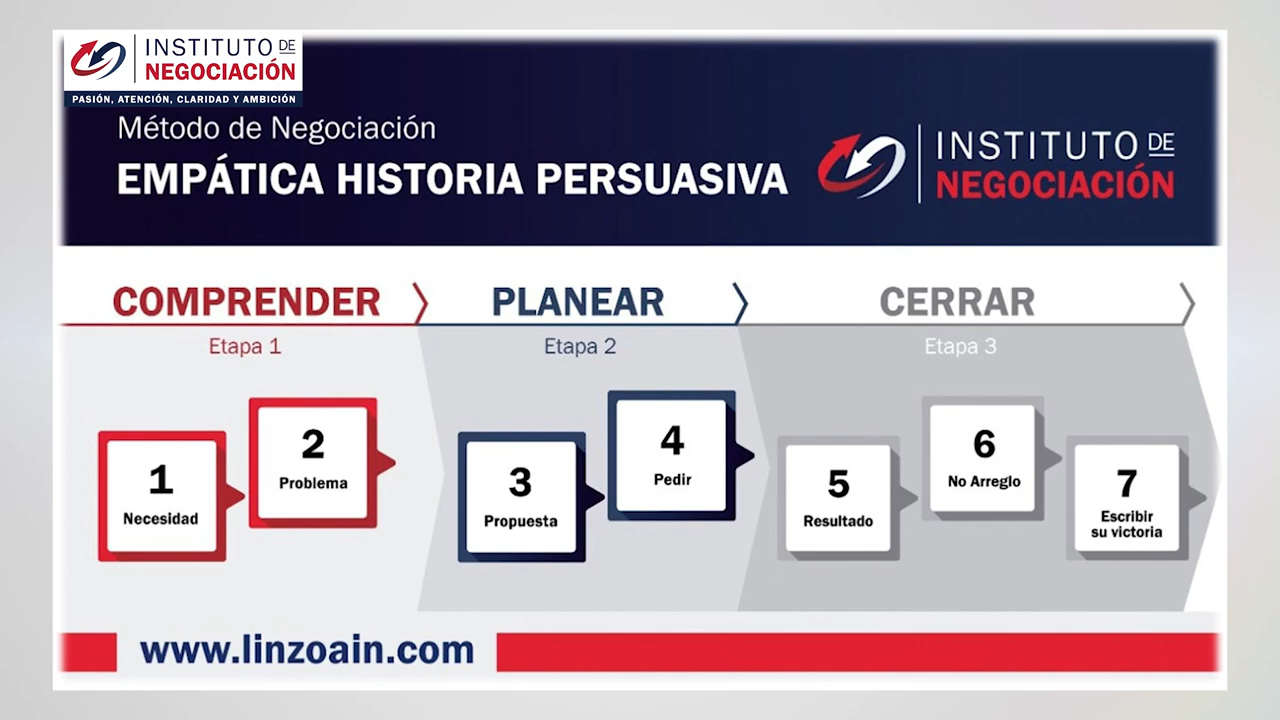 INSTITUTO DE
NEGOCIACIÓN
PASIÓN, ATENCIÓN, CLARIDAD Y AMBICIÓN
Método de Negociación
EMPÁTICA HISTORIA PERSUASIVA
INSTITUTO DE
NEGOCIACIÓN
COMPRENDER
Etapa 1
1
Necesidad
2
Problema
PLANEAR
Etapa 2
3
Propuesta
4
Pedir
CERRAR
Etapa 3
5
Resultado
6
No Arreglo
7
Escribir
su victoria
www.linzoain.com